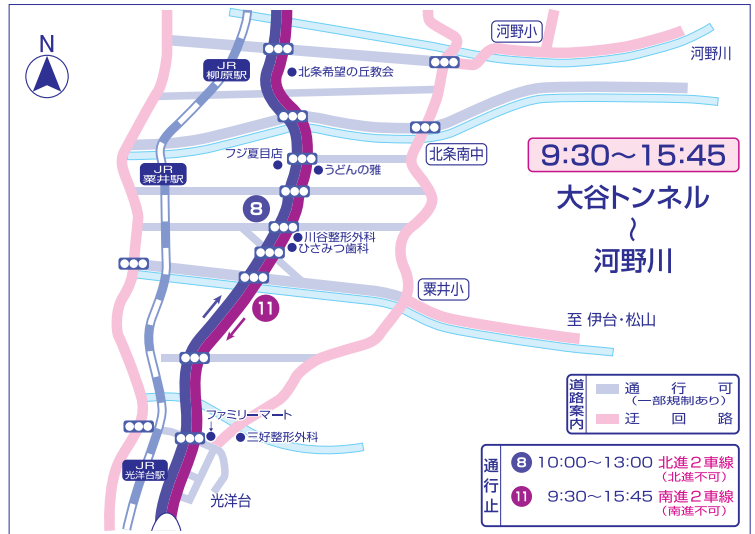 N
JR
柳原駅
北条希望の丘教会
河野小
河野川
フジ夏目店
うどんの雅
北条南中
JR
粟井駅
9:30～15:45
大谷トンネル
～
河野川
8
川谷整形外科
ひさみつ歯科
11
粟井小
至 伊台・松山
ファミリーマート
↓
三好整形外科
JR
光洋台駅
光洋台
道路案内
通行可
(一部規制あり)
迂回路
通行止
8 10:00～13:00 北進2車線
(北進不可)
11 9:30～15:45 南進2車線
(南進不可)